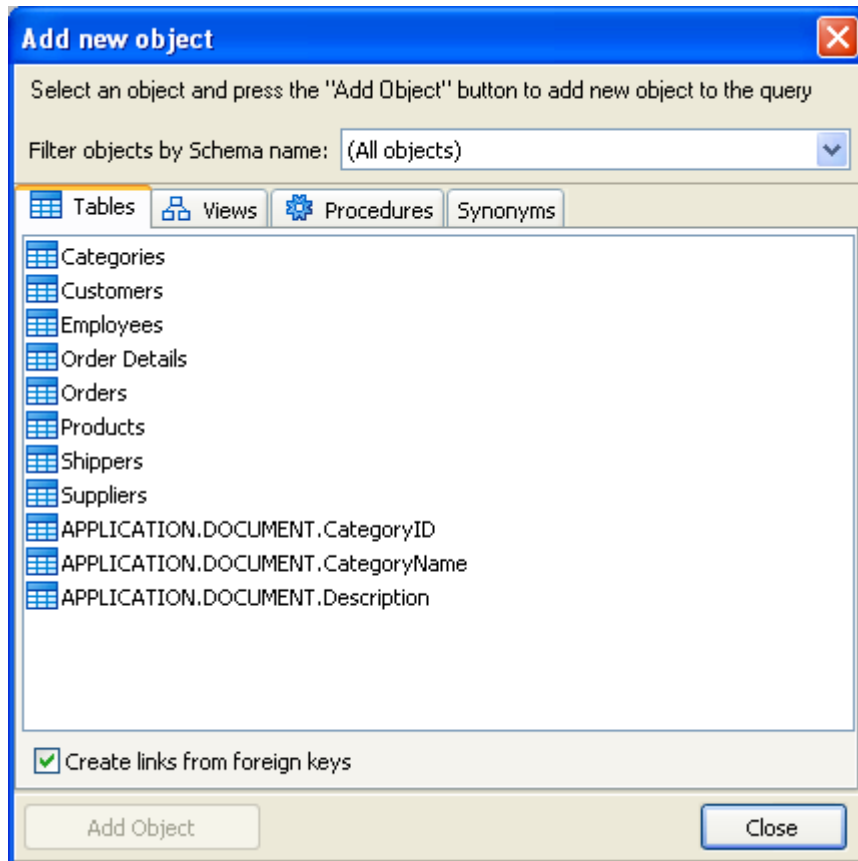 Add new object
Select an object and press the "Add Object" button to add new object to the query
Filter objects by Schema name: (All objects)
Tables Views Procedures Synonyms
Categories
Customers
Employees
Order Details
Orders
Products
Shippers
Suppliers
APPLICATION.DOCUMENT.CategoryID
APPLICATION.DOCUMENT.CategoryName
APPLICATION.DOCUMENT.Description
Create links from foreign keys
Add Object Close